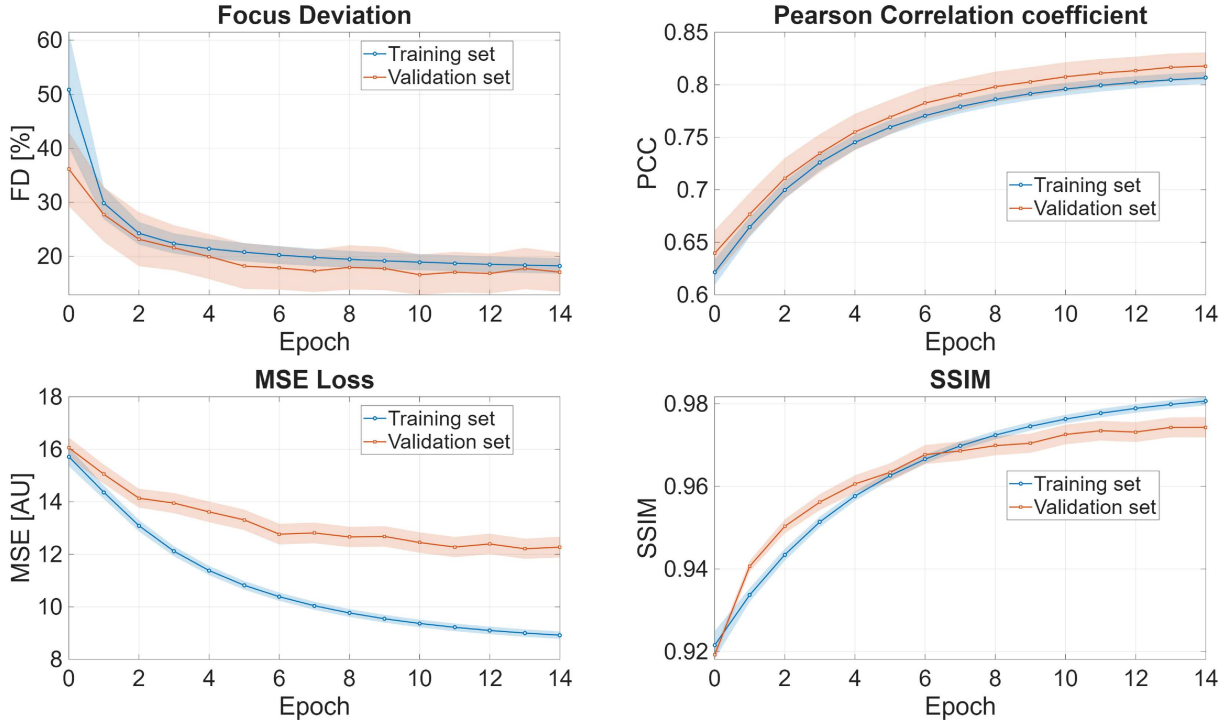 Focus Deviation
60
50
40
30
20
FD [%]
0 2 4 6 8 10 12 14
Epoch
Training set
Validation set
Pearson Correlation coefficient
0.85
0.8
0.75
0.7
0.65
0.6
PCC
0 2 4 6 8 10 12 14
Epoch
Training set
Validation set
MSE Loss
18
16
14
12
10
8
MSE [AU]
0 2 4 6 8 10 12 14
Epoch
Training set
Validation set
SSIM
0.98
0.96
0.94
0.92
SSIM
0 2 4 6 8 10 12 14
Epoch
Training set
Validation set